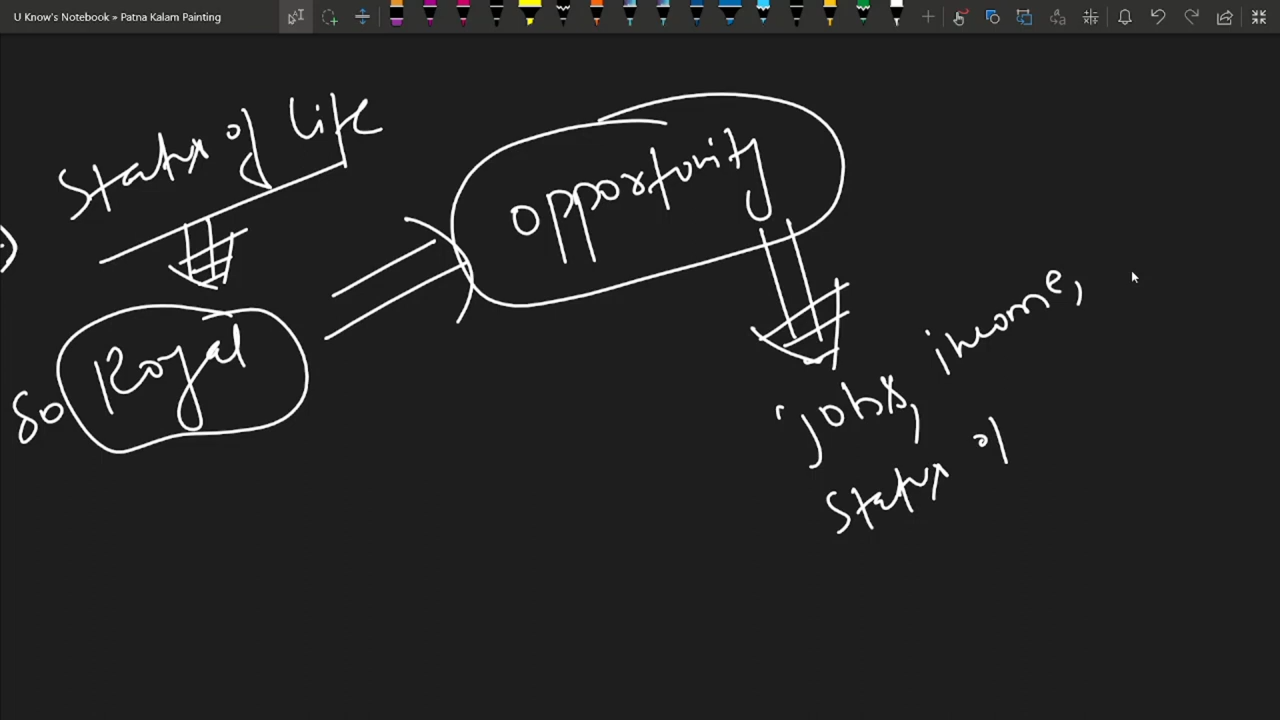 U Know's Notebook » Patna Kalam Painting
Status of life
opportunity
So Royal
jobs, income,
Status of